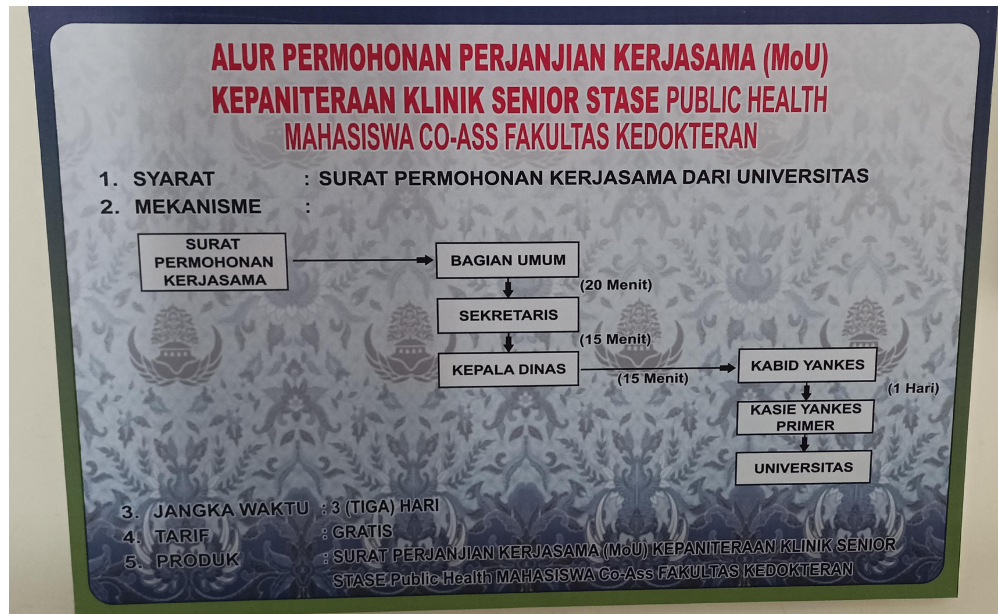 ALUR PERMOHONAN PERJANJIAN KERJASAMA (MoU)
KEPANITERAAN KLINIK SENIOR STASE PUBLIC HEALTH
MAHASISWA CO-ASS FAKULTAS KEDOKTERAN
1. SYARAT : SURAT PERMOHONAN KERJASAMA DARI UNIVERSITAS
2. MEKANISME :
SURAT
PERMOHONAN
KERJASAMA
BAGIAN UMUM
(20 Menit)
SEKRETARIS
(15 Menit)
KEPALA DINAS
(15 Menit)
KABID YANKES
(1 Hari)
KASIE YANKES
PRIMER
UNIVERSITAS
3. JANGKA WAKTU : 3 (TIGA) HARI
4. TARIF : GRATIS
5. PRODUK : SURAT PERJANJIAN KERJASAMA (MoU) KEPANITERAAN KLINIK SENIOR
STASE Public Health MAHASISWA Co-Ass FAKULTAS KEDOKTERAN